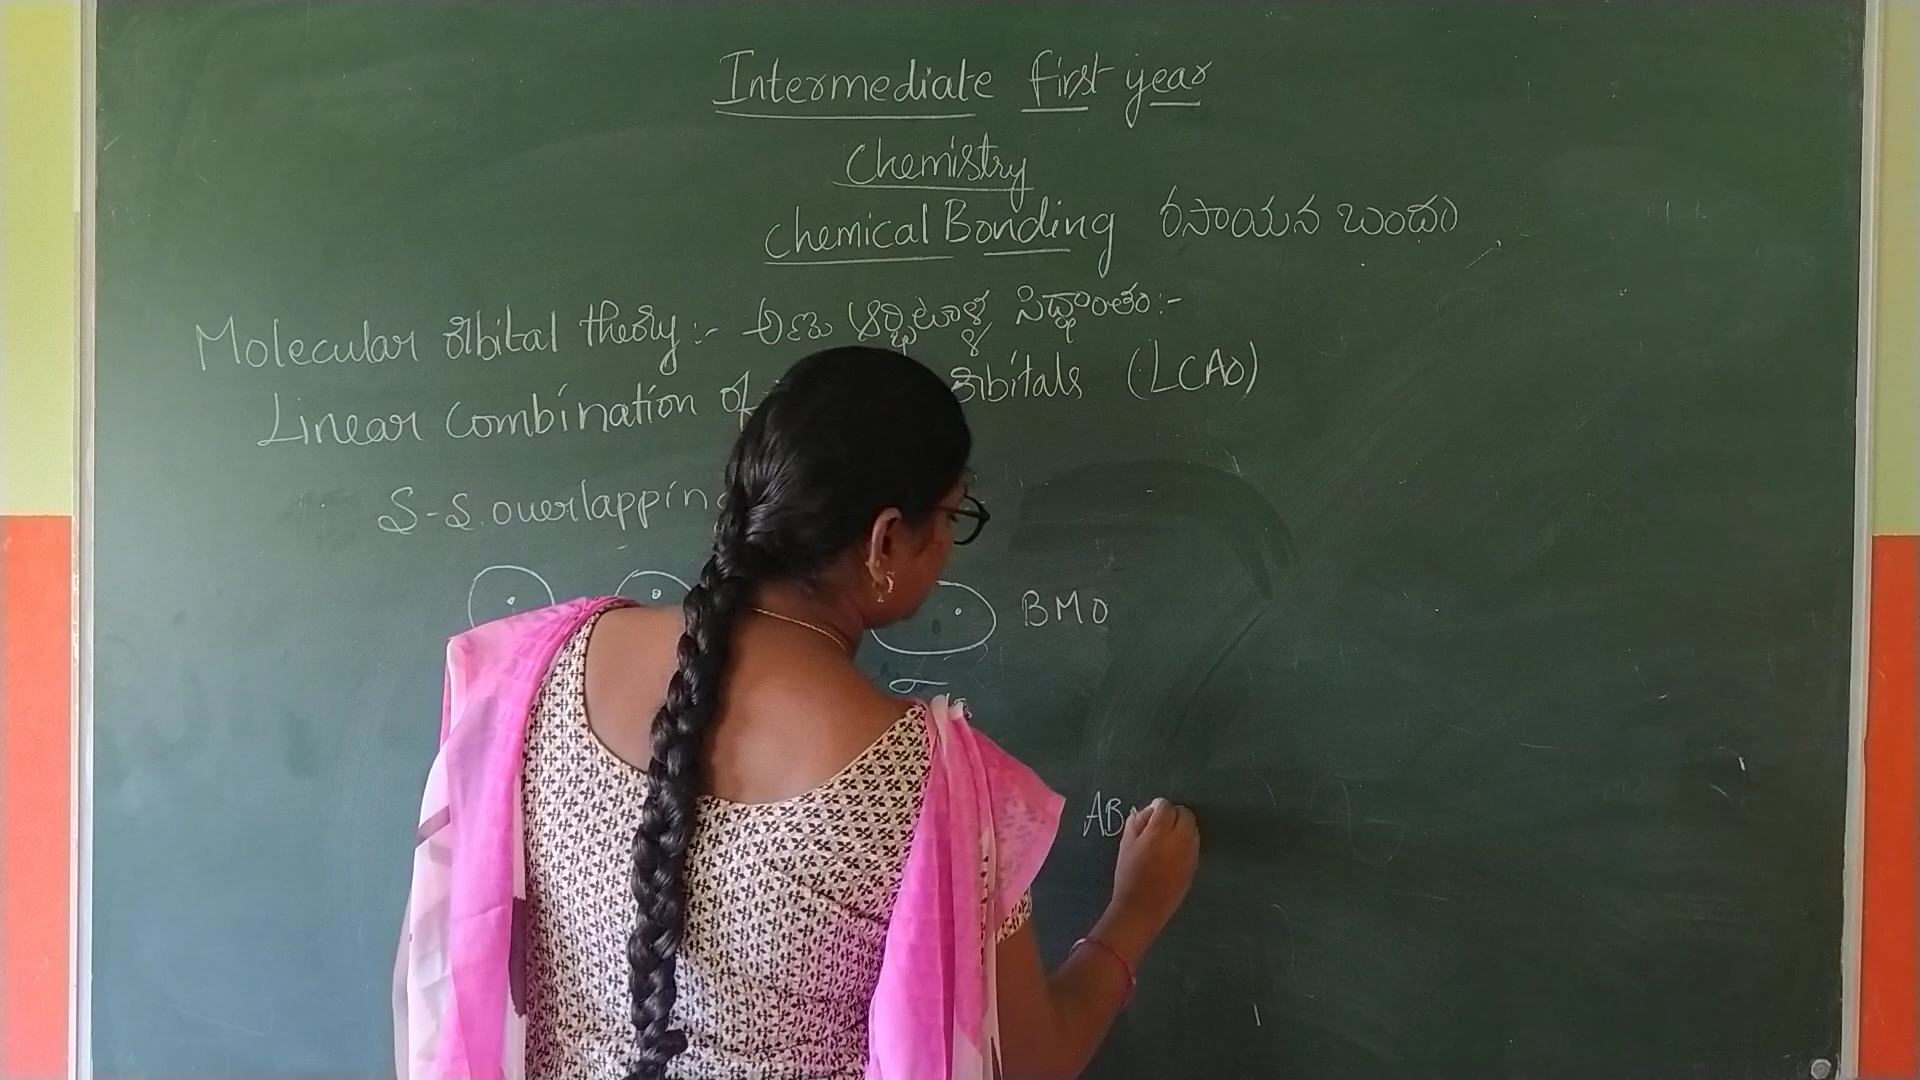 Intermediate first year
Chemistry
Chemical Bonding రసాయన బంధం
Molecular orbital theory:- అణు ఆర్బిటాళ్ళ సిద్ధాంతం:-
Linear combination of orbitals (LCAO)
S-S. overlapping
BMO
σ
AB